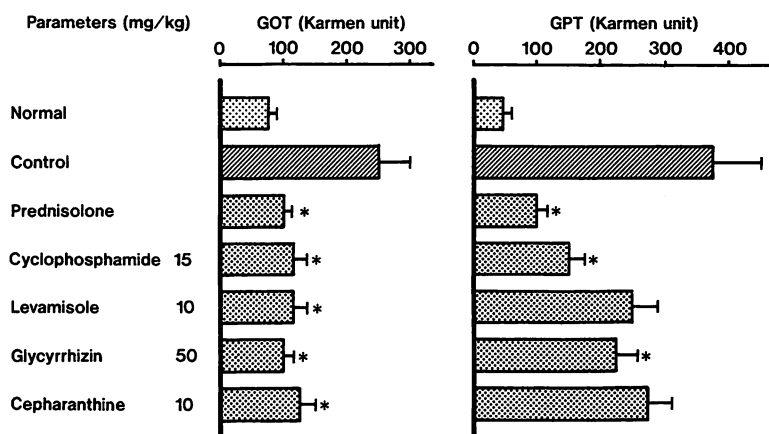 Parameters (mg/kg) GOT (Karmen unit) GPT (Karmen unit)
0 100 200 300 0 100 200 300 400
Normal
Control
Prednisolone * *
Cyclophosphamide 15 * *
Levamisole 10 *
Glycyrrhizin 50 * *
Cepharanthine 10 *